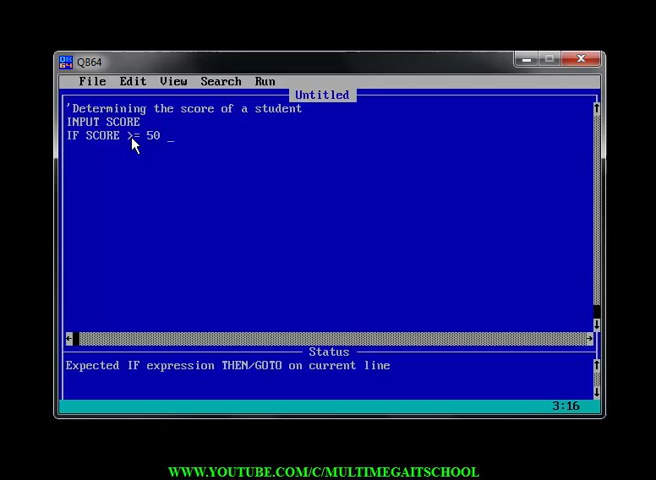 QB64
File Edit View Search Run
Untitled
'Determining the score of a student
INPUT SCORE
IF SCORE >= 50 _
Status
Expected IF expression THEN/GOTO on current line
3:16
WWW.YOUTUBE.COM/C/MULTIMEGAITSCHOOL